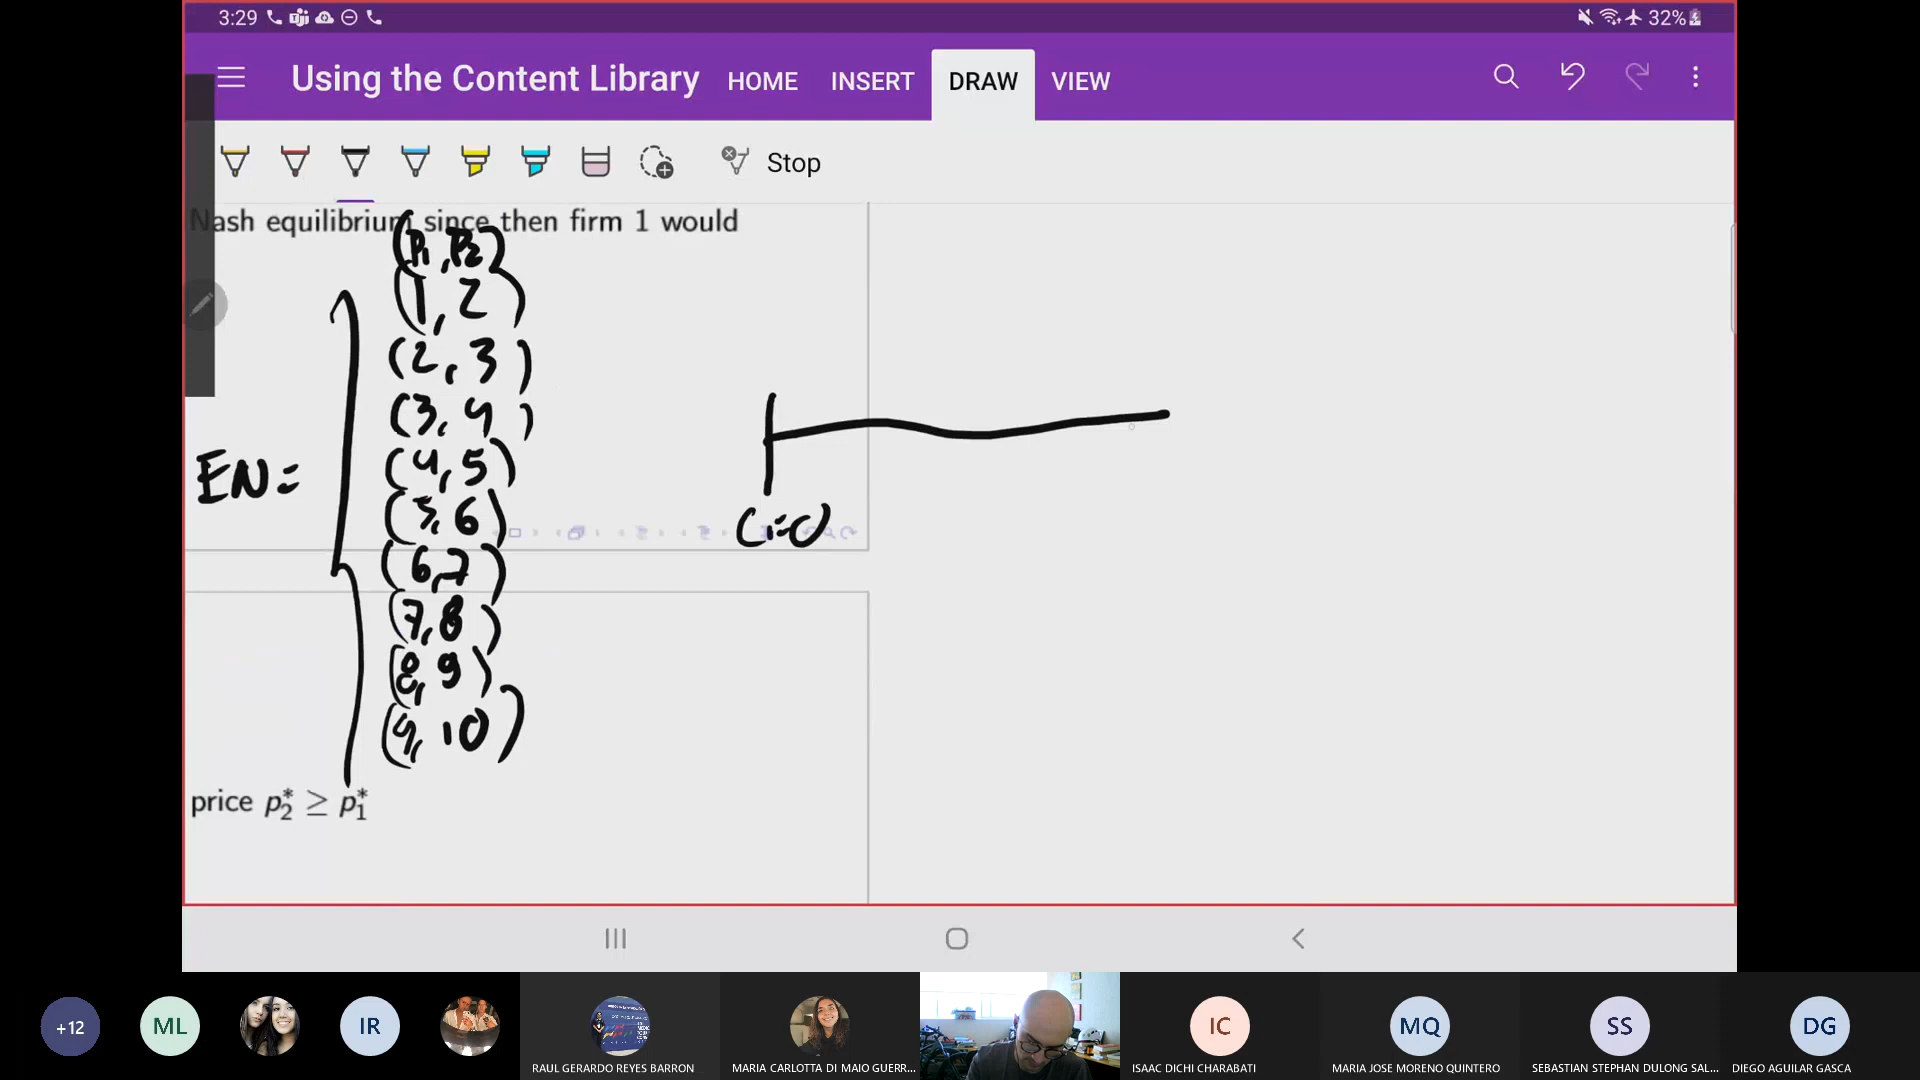 3:29 32%
Using the Content Library HOME INSERT DRAW VIEW
Stop
Nash equilibrium since then firm 1 would
(P1, P2)
(1, 2)
(2, 3)
(3, 4)
(4, 5)
EN=
(5, 6)
(6, 7)
(7, 8)
(8, 9)
(9, 10)
C1=0
price p₂* ≥ p₁*
+12 ML IR IC MQ SS DG
RAUL GERARDO REYES BARRON MARIA CARLOTTA DI MAIO GUERR... ISAAC DICHI CHARABATI MARIA JOSE MORENO QUINTERO SEBASTIAN STEPHAN DULONG SAL... DIEGO AGUILAR GASCA